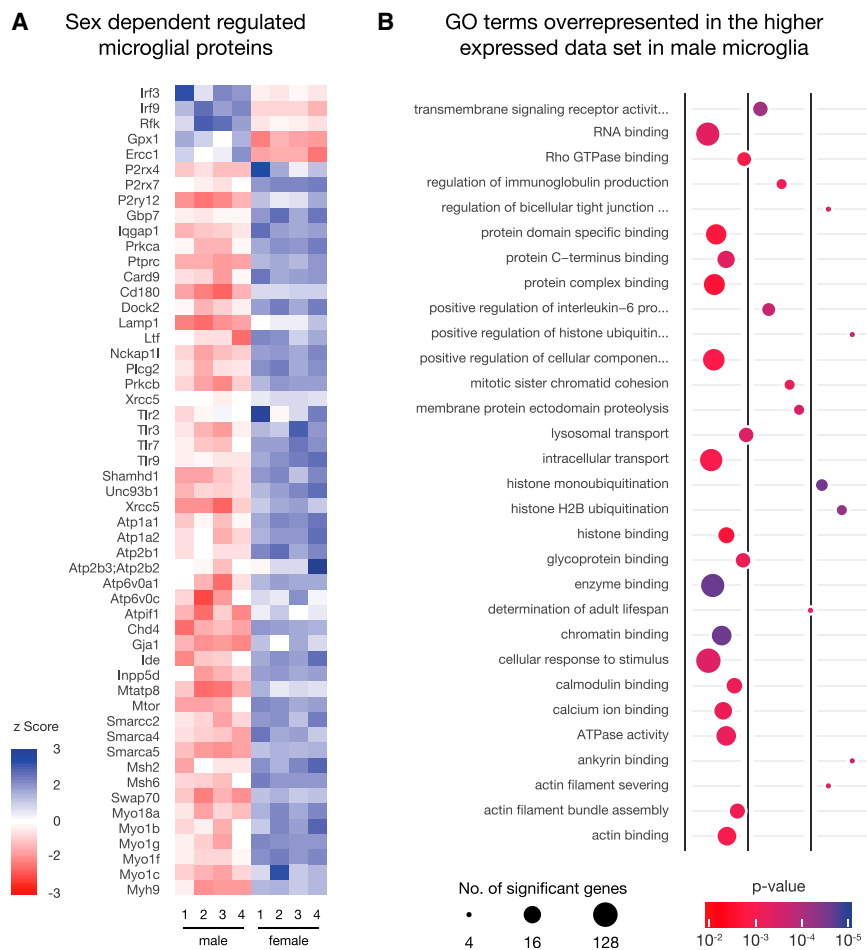 A
Sex dependent regulated
microglial proteins
Irf3
Irf9
Rfk
Gpx1
Ercc1
P2rx4
P2rx7
P2ry12
Gbp7
Iqgap1
Prkca
Ptprc
Card9
Cd180
Dock2
Lamp1
Ltf
Nckap1l
Plcg2
Prkcb
Xrcc5
Tlr2
Tlr3
Tlr7
Tlr9
Shamhd1
Unc93b1
Xrcc5
Atp1a1
Atp1a2
Atp2b1
Atp2b3;Atp2b2
Atp6v0a1
Atp6v0c
Atpif1
Chd4
Gja1
Ide
Inpp5d
Mtatp8
Mtor
Smarcc2
Smarca4
Smarca5
Msh2
Msh6
Swap70
Myo18a
Myo1b
Myo1g
Myo1f
Myo1c
Myh9
1 2 3 4 1 2 3 4
male female
z Score
3
2
0
-2
-3
B
GO terms overrepresented in the higher
expressed data set in male microglia
transmembrane signaling receptor activit...
RNA binding
Rho GTPase binding
regulation of immunoglobulin production
regulation of bicellular tight junction ...
protein domain specific binding
protein C−terminus binding
protein complex binding
positive regulation of interleukin−6 pro...
positive regulation of histone ubiquitin...
positive regulation of cellular componen...
mitotic sister chromatid cohesion
membrane protein ectodomain proteolysis
lysosomal transport
intracellular transport
histone monoubiquitination
histone H2B ubiquitination
histone binding
glycoprotein binding
enzyme binding
determination of adult lifespan
chromatin binding
cellular response to stimulus
calmodulin binding
calcium ion binding
ATPase activity
ankyrin binding
actin filament severing
actin filament bundle assembly
actin binding
No. of significant genes
4 16 128
p-value
10-2 10-3 10-4 10-5